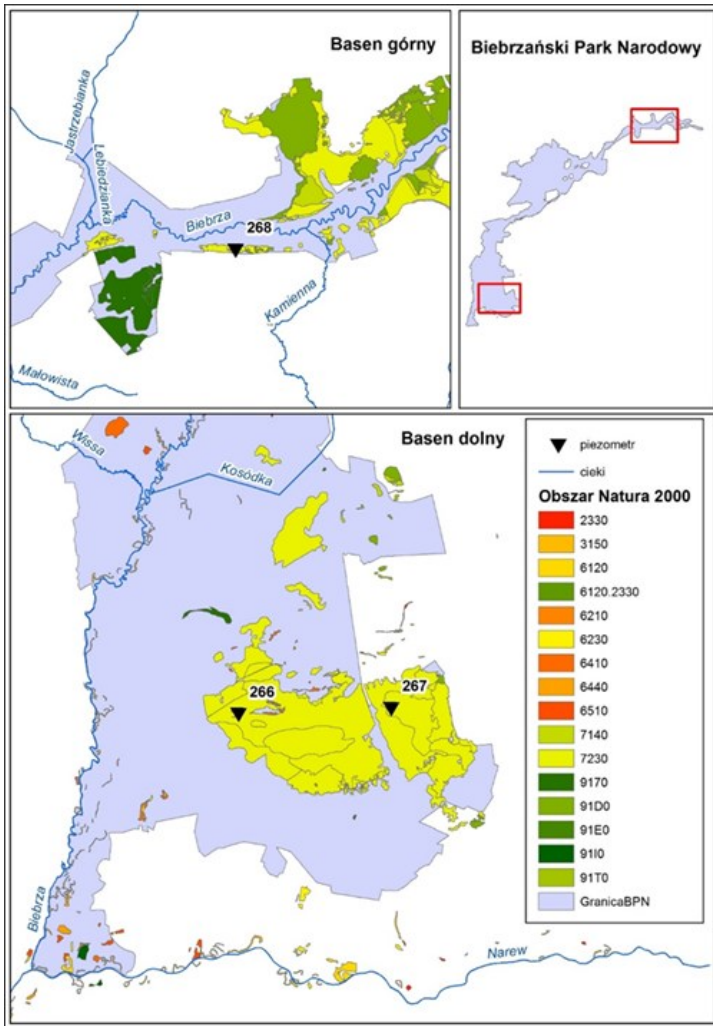 Basen górny
Jastrzebianka
Lebiedzianka
Biebrza
268
Kamienna
Małowista
Biebrzański Park Narodowy
Basen dolny
Wissa
Kosódka
266
267
Biebrza
Narew
piezometr
cieki
Obszar Natura 2000
2330
3150
6120
6120.2330
6210
6230
6410
6440
6510
7140
7230
9170
91D0
91E0
91I0
91T0
GranicaBPN